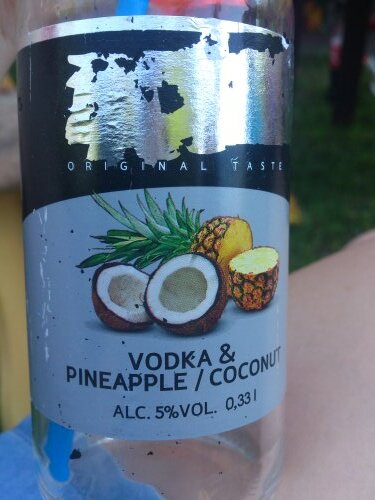 ORIGINAL TASTE
VODKA &
PINEAPPLE / COCONUT
ALC. 5%VOL. 0,33 l